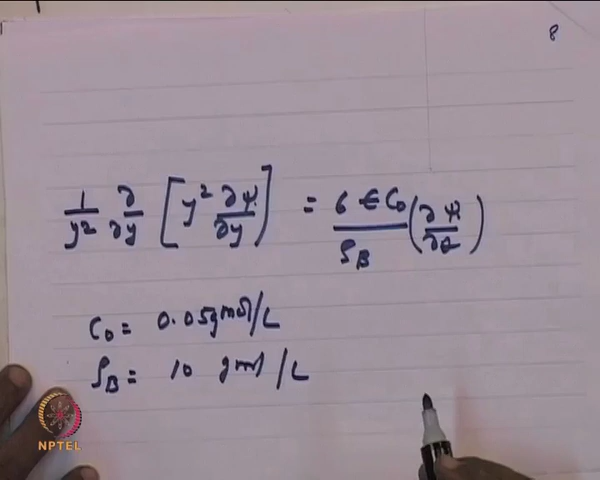 8
1/y² ∂/∂y [y² ∂ψ/∂y] = 6 ϵ C₀/ρ_B (∂ψ/∂θ)
C₀ = 0.05 gmol/L
ρ_B = 10 gmol/L
NPTEL